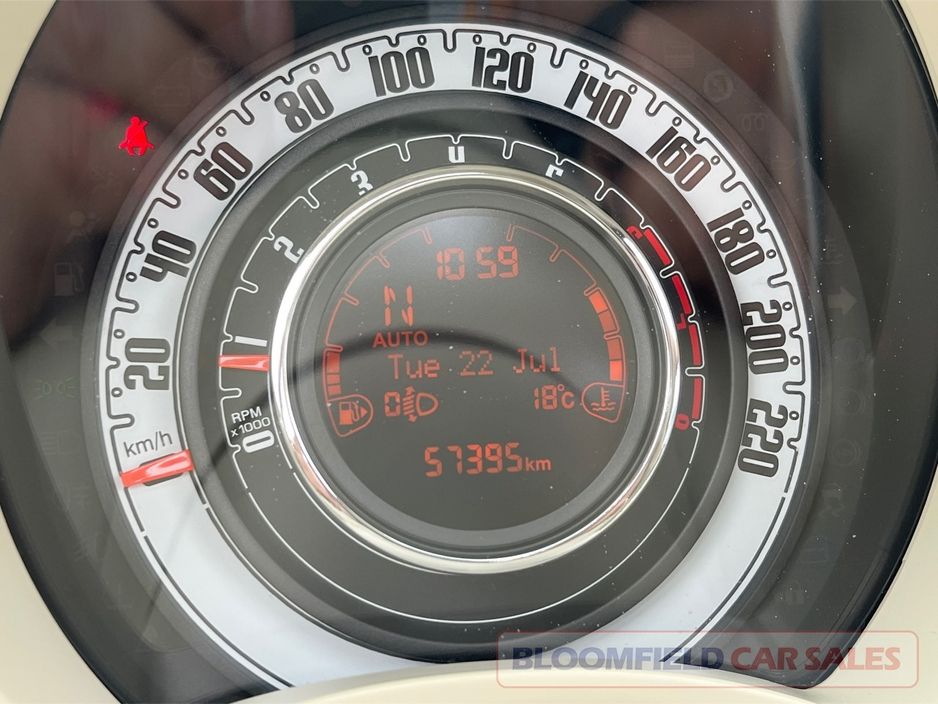 20 40 60 80 100 120 140 160 180 200 220
km/h
RPM
x1000
0 1 2 3
10 59
N
AUTO
Tue 22 Jul
0 18°c
57395km
BLOOMFIELD CAR SALES